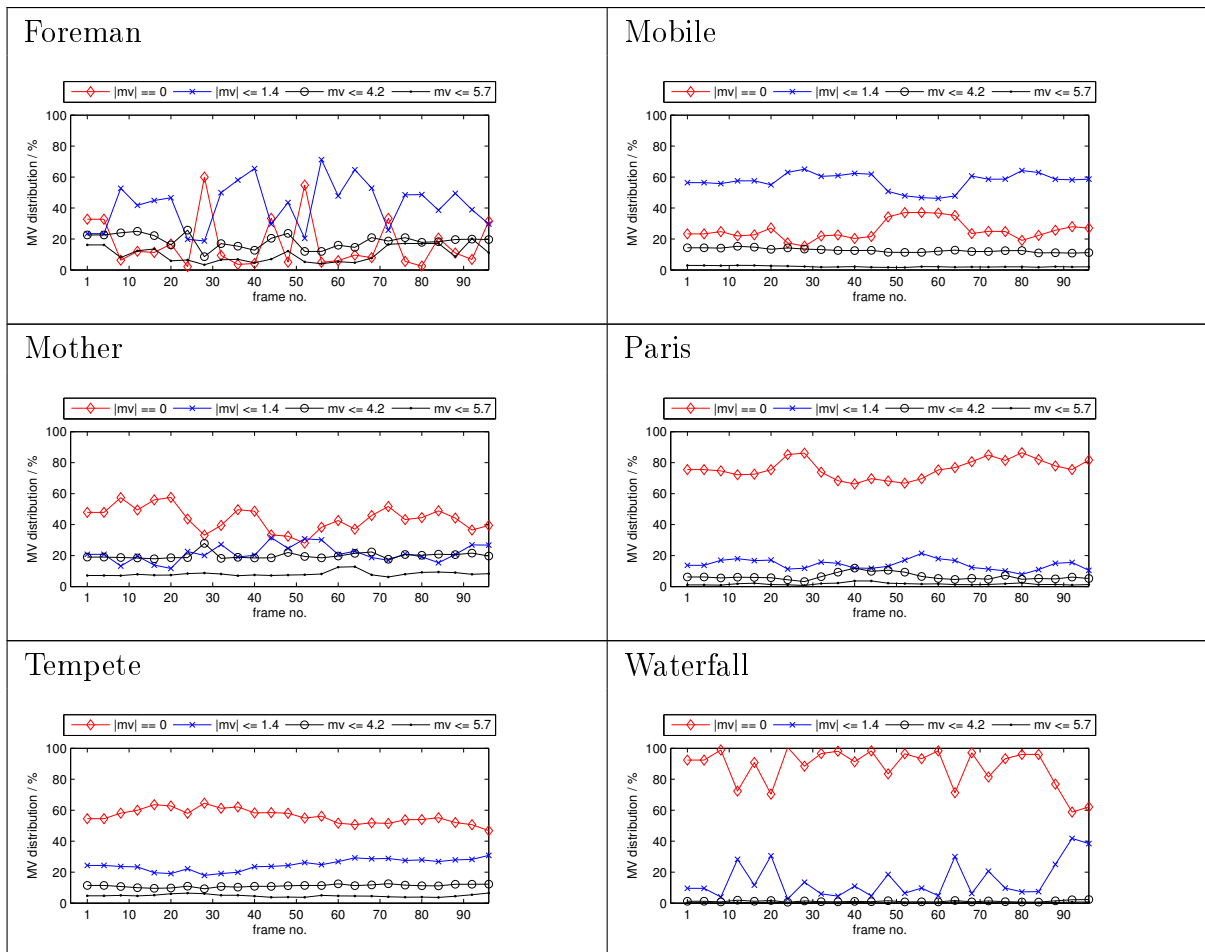 Foreman
|mv| == 0 |mv| <= 1.4 mv <= 4.2 mv <= 5.7
MV distribution / %
100
80
60
40
20
0
1 10 20 30 40 50 60 70 80 90
frame no.
Mobile
|mv| == 0 |mv| <= 1.4 mv <= 4.2 mv <= 5.7
MV distribution / %
100
80
60
40
20
0
1 10 20 30 40 50 60 70 80 90
frame no.
Mother
|mv| == 0 |mv| <= 1.4 mv <= 4.2 mv <= 5.7
MV distribution / %
100
80
60
40
20
0
1 10 20 30 40 50 60 70 80 90
frame no.
Paris
|mv| == 0 |mv| <= 1.4 mv <= 4.2 mv <= 5.7
MV distribution / %
100
80
60
40
20
0
1 10 20 30 40 50 60 70 80 90
frame no.
Tempete
|mv| == 0 |mv| <= 1.4 mv <= 4.2 mv <= 5.7
MV distribution / %
100
80
60
40
20
0
1 10 20 30 40 50 60 70 80 90
frame no.
Waterfall
|mv| == 0 |mv| <= 1.4 mv <= 4.2 mv <= 5.7
MV distribution / %
100
80
60
40
20
0
1 10 20 30 40 50 60 70 80 90
frame no.